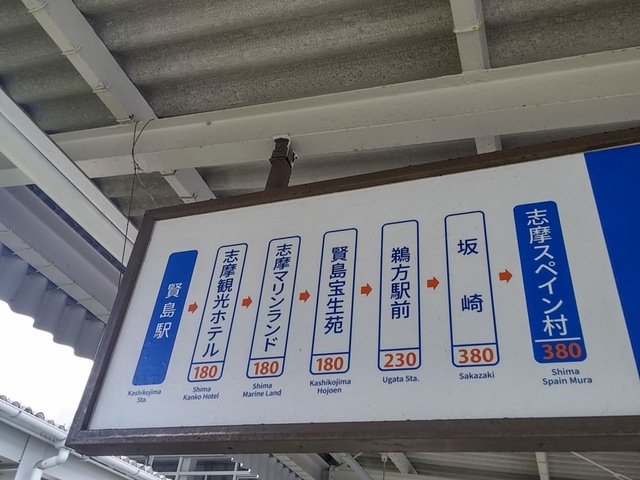 賢島駅
Kashikojima
Sta.
志摩観光ホテル
180
Shima
Kanko Hotel
志摩マリンランド
180
Shima
Marine Land
賢島宝生苑
180
Kashikojima
Hojoen
鵜方駅前
230
Ugata Sta.
坂崎
380
Sakazaki
志摩スペイン村
380
Shima
Spain Mura